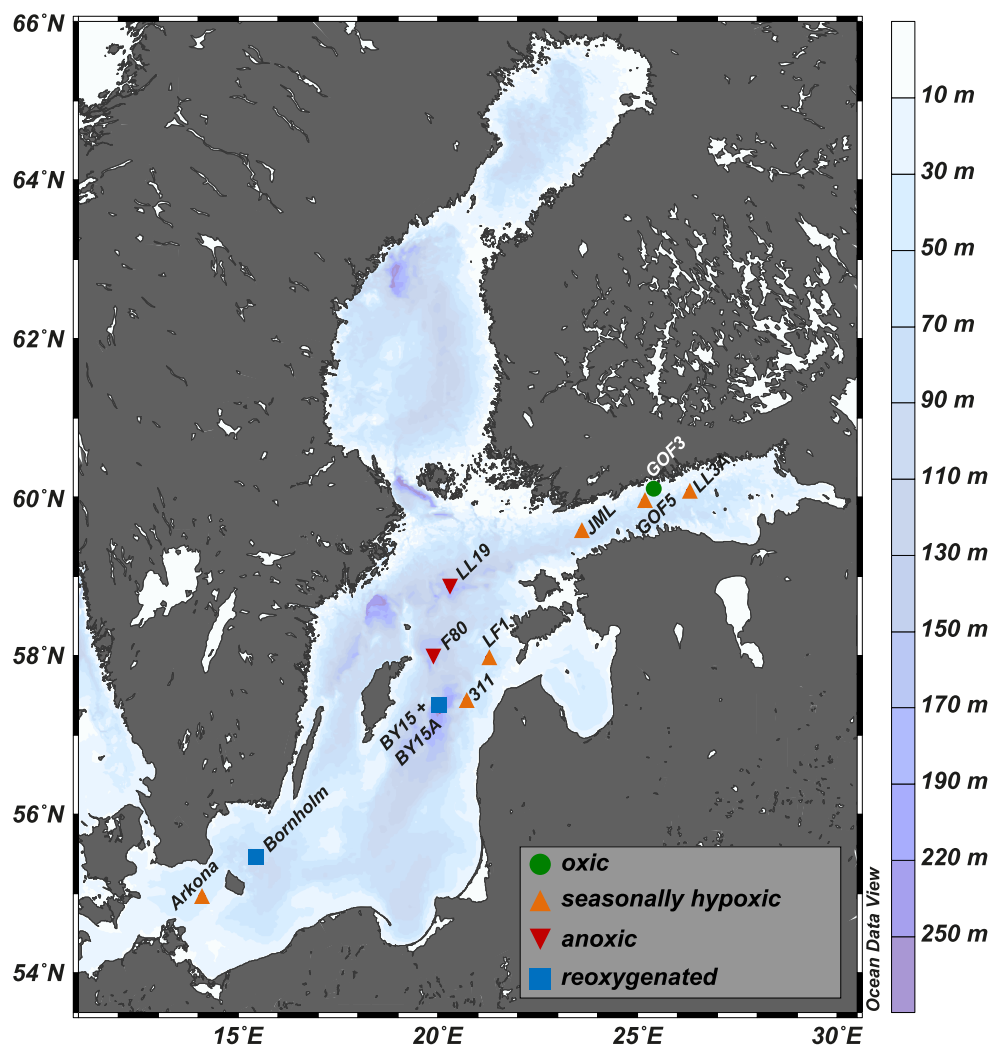 66°N
64°N
62°N
60°N
58°N
56°N
54°N
15°E
20°E
25°E
30°E
GOF3
LL3A
GOF5
JML
LL19
F80
LF1
311
BY15 +
BY15A
Bornholm
Arkona
oxic
seasonally hypoxic
anoxic
reoxygenated
10 m
30 m
50 m
70 m
90 m
110 m
130 m
150 m
170 m
190 m
220 m
250 m
Ocean Data View